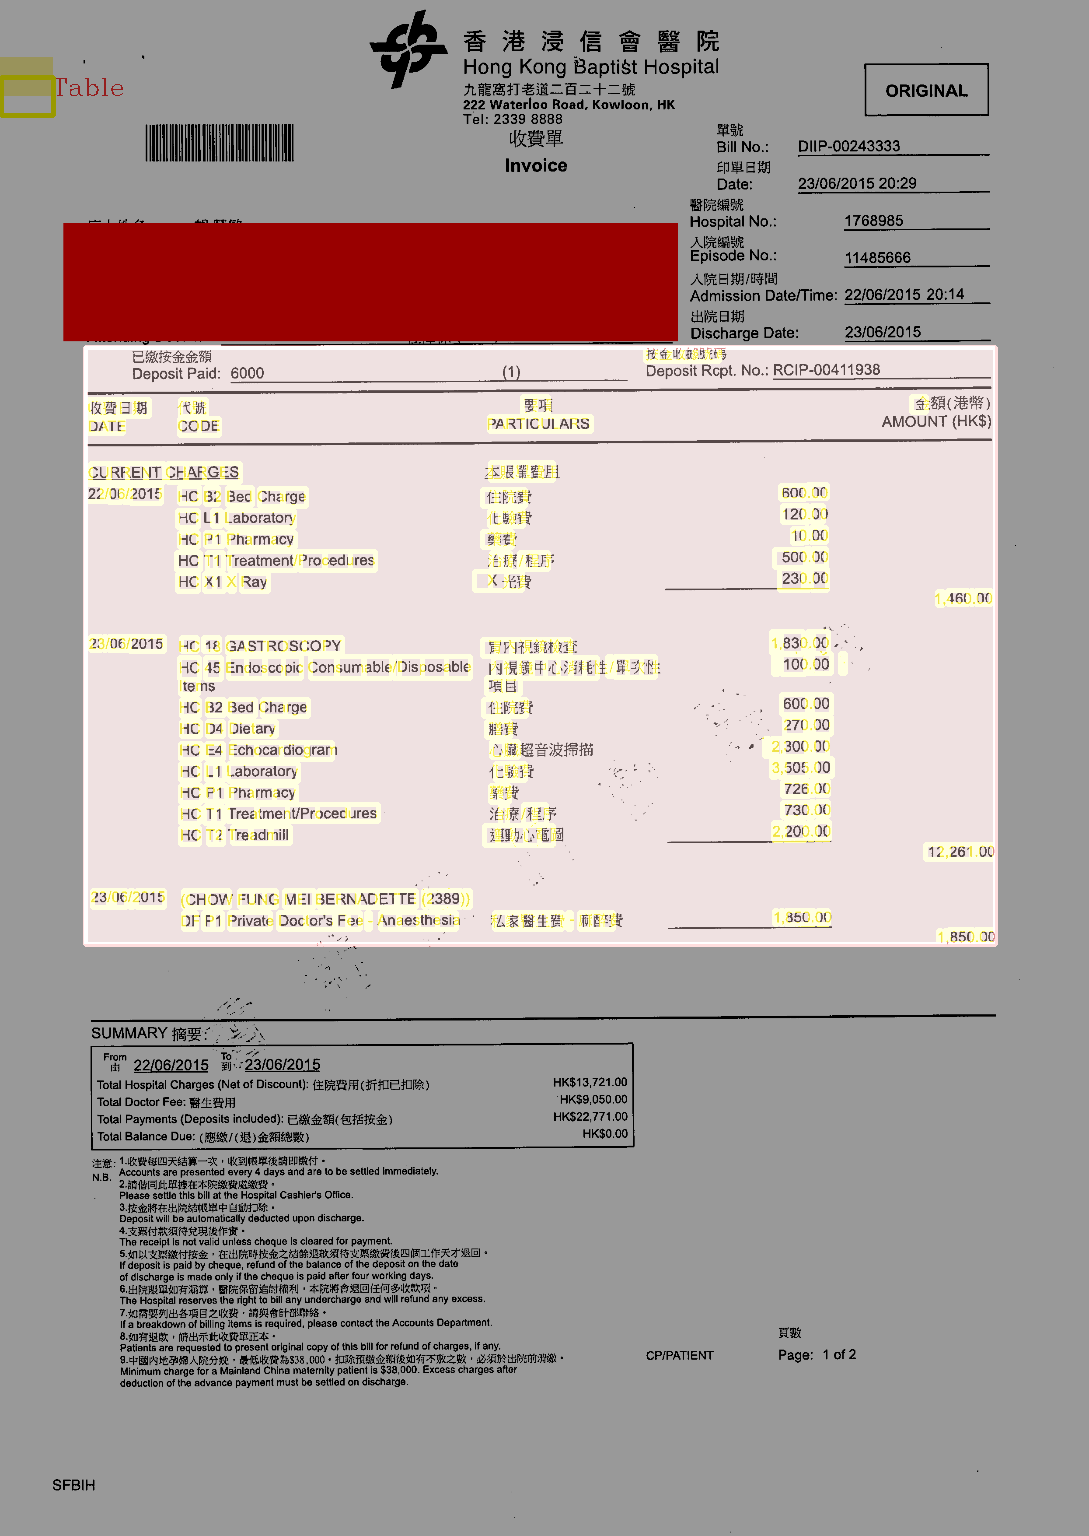 香港浸信會醫院
Hong Kong Baptist Hospital
九龍窩打老道二百二十二號
222 Waterloo Road, Kowloon, HK
Tel: 2339 8888
收費單
Invoice
Table
ORIGINAL
單號
Bill No.: DIIP-00243333
印單日期
Date: 23/06/2015 20:29
醫院編號
Hospital No.: 1768985
入院編號
Episode No.: 11485666
入院日期/時間
Admission Date/Time: 22/06/2015 20:14
出院日期
Discharge Date: 23/06/2015
已繳按金金額 按金收據號碼
Deposit Paid: 6000 (1) Deposit Rcpt. No.: RCIP-00411938
收費日期 代號 要項 金額(港幣)
DATE CODE PARTICULARS AMOUNT (HK$)
CURRENT CHARGES 本賬單費用
22/06/2015 HC B2 Bed Charge 住院費 600.00
HC L1 Laboratory 化驗費 120.00
HC P1 Pharmacy 藥費 10.00
HC T1 Treatment/Procedures 治療/程序 500.00
HC X1 X Ray X-光費 230.00
1,460.00
23/06/2015 HC 18 GASTROSCOPY 胃內視鏡檢查 1,830.00
HC 45 Endoscopic Consumable/Disposable 內視鏡中心消耗性/單次性 100.00
Items 項目
HC B2 Bed Charge 住院費 600.00
HC D4 Dietary 膳費 270.00
HC E4 Echocardiogram 心臟超音波掃描 2,300.00
HC L1 Laboratory 化驗費 3,505.00
HC P1 Pharmacy 藥費 726.00
HC T1 Treatment/Procedures 治療/程序 730.00
HC T2 Treadmill 運動心電圖 2,200.00
12,261.00
23/06/2015 (CHOW FUNG MEI BERNADETTE (2389))
DF P1 Private Doctor's Fee - Anaesthesia 私家醫生費 - 麻醉費 1,850.00
1,850.00
SUMMARY 摘要:
From To
由 22/06/2015 到 23/06/2015
Total Hospital Charges (Net of Discount): 住院費用(折扣已扣除) HK$13,721.00
Total Doctor Fee: 醫生費用 HK$9,050.00
Total Payments (Deposits included): 已繳金額(包括按金) HK$22,771.00
Total Balance Due: (應繳/(退)金額總數) HK$0.00
注意: 1.收費每四天結算一次，收到帳單後請即繳付。
N.B. Accounts are presented every 4 days and are to be settled immediately.
2.請偕同此單據在本院繳費處繳費。
Please settle this bill at the Hospital Cashier's Office.
3.按金將在出院結帳單中自動扣除。
Deposit will be automatically deducted upon discharge.
4.支票付款須待兌現後作實。
The receipt is not valid unless cheque is cleared for payment.
5.如以支票繳付按金，在出院時按金之結餘退款須待支票繳費後四個工作天才退回。
If deposit is paid by cheque, refund of the balance of the deposit on the date
of discharge is made only if the cheque is paid after four working days.
6.出院賬單如有漏算，醫院保留追討權利，本院將會退回任何多收款項。
The Hospital reserves the right to bill any undercharge and will refund any excess.
7.如需要列出各項目之收費，請與會計部聯絡。
If a breakdown of billing items is required, please contact the Accounts Department.
8.如有退款，請出示此收費單正本。
Patients are requested to present original copy of this bill for refund of charges, if any.
9.中國內地孕婦入院分娩，最低收費為$38,000。扣除預繳金額後如有不敷之數，必須於出院前清繳。
Minimum charge for a Mainland China maternity patient is $38,000. Excess charges after
deduction of the advance payment must be settled on discharge.
頁數
CP/PATIENT Page: 1 of 2
SFBIH